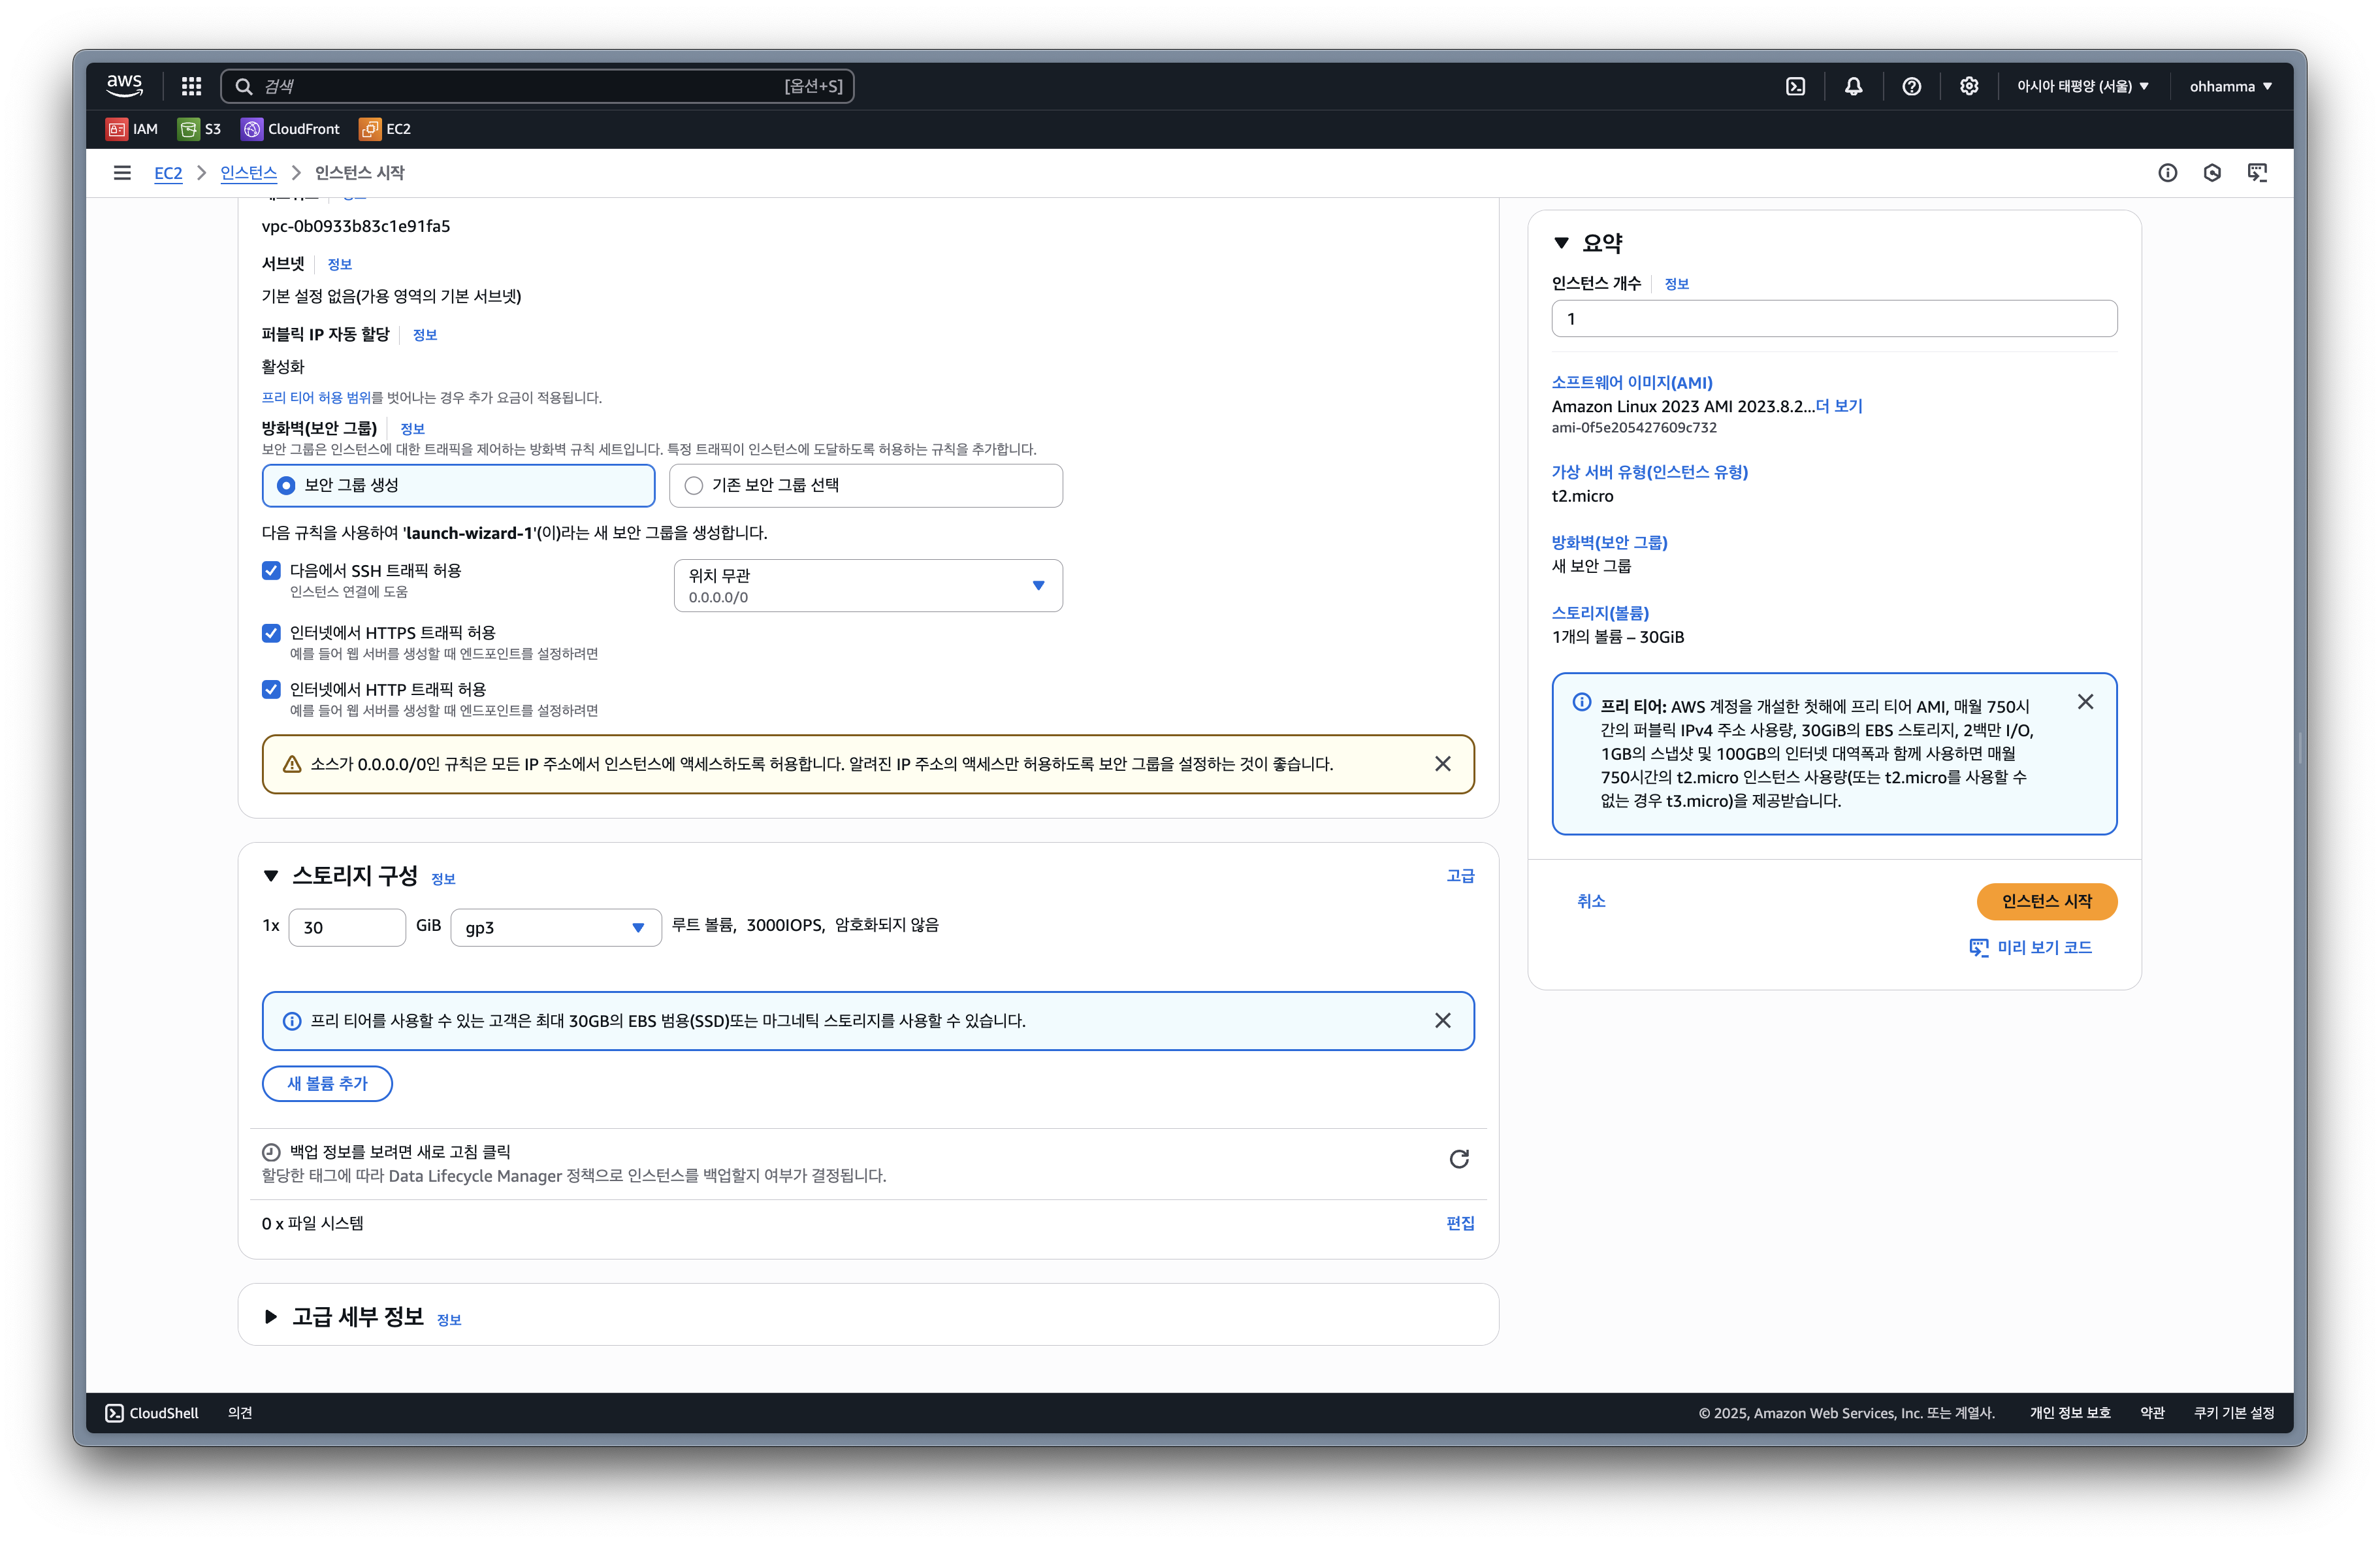 aws
검색
[옵션+S]
아시아 태평양 (서울)
ohhamma
IAM
S3
CloudFront
EC2
EC2
인스턴스
인스턴스 시작
vpc-0b0933b83c1e91fa5
서브넷
정보
기본 설정 없음(가용 영역의 기본 서브넷)
퍼블릭 IP 자동 할당
정보
활성화
프리 티어 허용 범위를 벗어나는 경우 추가 요금이 적용됩니다.
방화벽(보안 그룹)
정보
보안 그룹은 인스턴스에 대한 트래픽을 제어하는 방화벽 규칙 세트입니다. 특정 트래픽이 인스턴스에 도달하도록 허용하는 규칙을 추가합니다.
보안 그룹 생성
기존 보안 그룹 선택
다음 규칙을 사용하여 'launch-wizard-1'(이)라는 새 보안 그룹을 생성합니다.
다음에서 SSH 트래픽 허용
인스턴스 연결에 도움
위치 무관
0.0.0.0/0
인터넷에서 HTTPS 트래픽 허용
예를 들어 웹 서버를 생성할 때 엔드포인트를 설정하려면
인터넷에서 HTTP 트래픽 허용
예를 들어 웹 서버를 생성할 때 엔드포인트를 설정하려면
소스가 0.0.0.0/0인 규칙은 모든 IP 주소에서 인스턴스에 액세스하도록 허용합니다. 알려진 IP 주소의 액세스만 허용하도록 보안 그룹을 설정하는 것이 좋습니다.
스토리지 구성
정보
고급
1x
30
GiB
gp3
루트 볼륨, 3000IOPS, 암호화되지 않음
프리 티어를 사용할 수 있는 고객은 최대 30GB의 EBS 범용(SSD)또는 마그네틱 스토리지를 사용할 수 있습니다.
새 볼륨 추가
백업 정보를 보려면 새로 고침 클릭
할당한 태그에 따라 Data Lifecycle Manager 정책으로 인스턴스를 백업할지 여부가 결정됩니다.
0 x 파일 시스템
편집
고급 세부 정보
정보
요약
인스턴스 개수
정보
1
소프트웨어 이미지(AMI)
Amazon Linux 2023 AMI 2023.8.2...더 보기
ami-0f5e205427609c732
가상 서버 유형(인스턴스 유형)
t2.micro
방화벽(보안 그룹)
새 보안 그룹
스토리지(볼륨)
1개의 볼륨 – 30GiB
프리 티어: AWS 계정을 개설한 첫해에 프리 티어 AMI, 매월 750시
간의 퍼블릭 IPv4 주소 사용량, 30GiB의 EBS 스토리지, 2백만 I/O,
1GB의 스냅샷 및 100GB의 인터넷 대역폭과 함께 사용하면 매월
750시간의 t2.micro 인스턴스 사용량(또는 t2.micro를 사용할 수
없는 경우 t3.micro)을 제공받습니다.
취소
인스턴스 시작
미리 보기 코드
CloudShell
의견
© 2025, Amazon Web Services, Inc. 또는 계열사.
개인 정보 보호
약관
쿠키 기본 설정